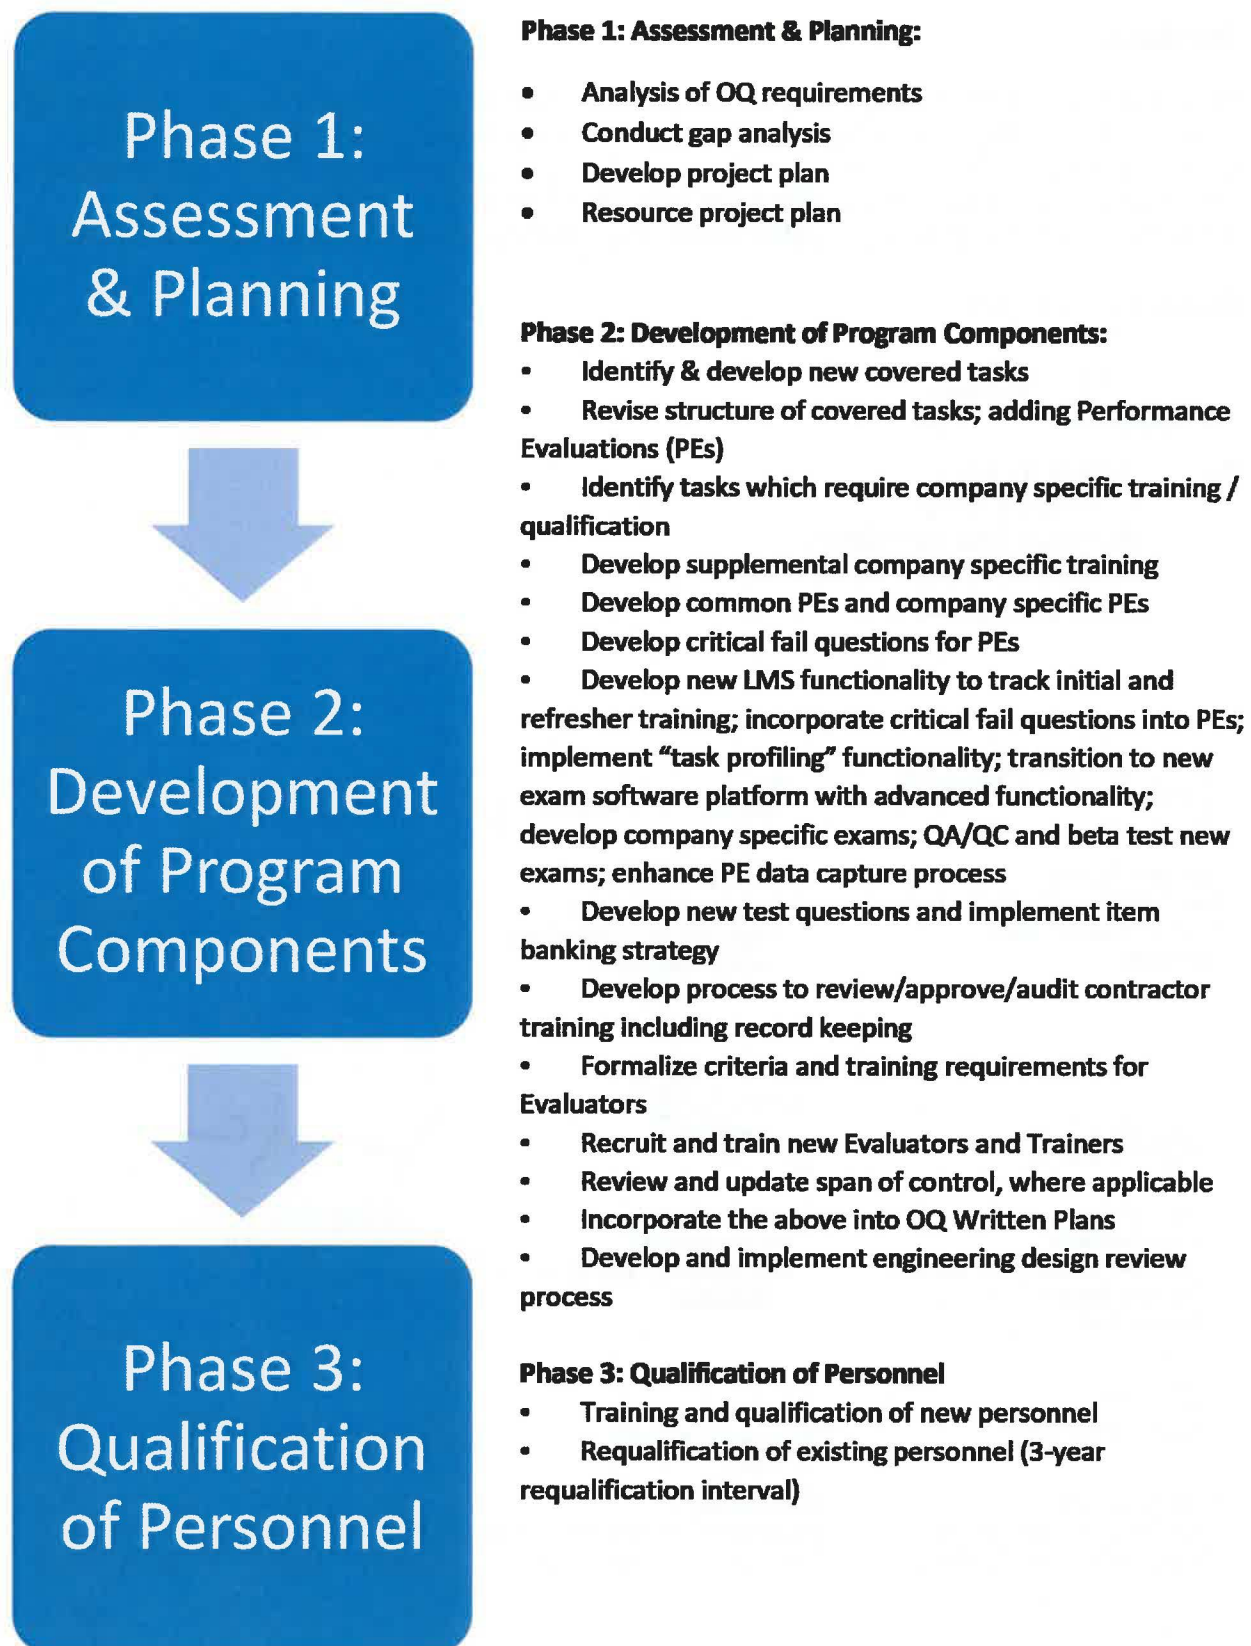 Phase 1:
Assessment
& Planning
Phase 1: Assessment & Planning:
• Analysis of OQ requirements
• Conduct gap analysis
• Develop project plan
• Resource project plan
Phase 2:
Development
of Program
Components
Phase 2: Development of Program Components:
• Identify & develop new covered tasks
• Revise structure of covered tasks; adding Performance
Evaluations (PEs)
• Identify tasks which require company specific training /
qualification
• Develop supplemental company specific training
• Develop common PEs and company specific PEs
• Develop critical fail questions for PEs
• Develop new LMS functionality to track initial and
refresher training; incorporate critical fail questions into PEs;
implement “task profiling” functionality; transition to new
exam software platform with advanced functionality;
develop company specific exams; QA/QC and beta test new
exams; enhance PE data capture process
• Develop new test questions and implement item
banking strategy
• Develop process to review/approve/audit contractor
training including record keeping
• Formalize criteria and training requirements for
Evaluators
• Recruit and train new Evaluators and Trainers
• Review and update span of control, where applicable
• Incorporate the above into OQ Written Plans
• Develop and implement engineering design review
process
Phase 3:
Qualification
of Personnel
Phase 3: Qualification of Personnel
• Training and qualification of new personnel
• Requalification of existing personnel (3-year
requalification interval)